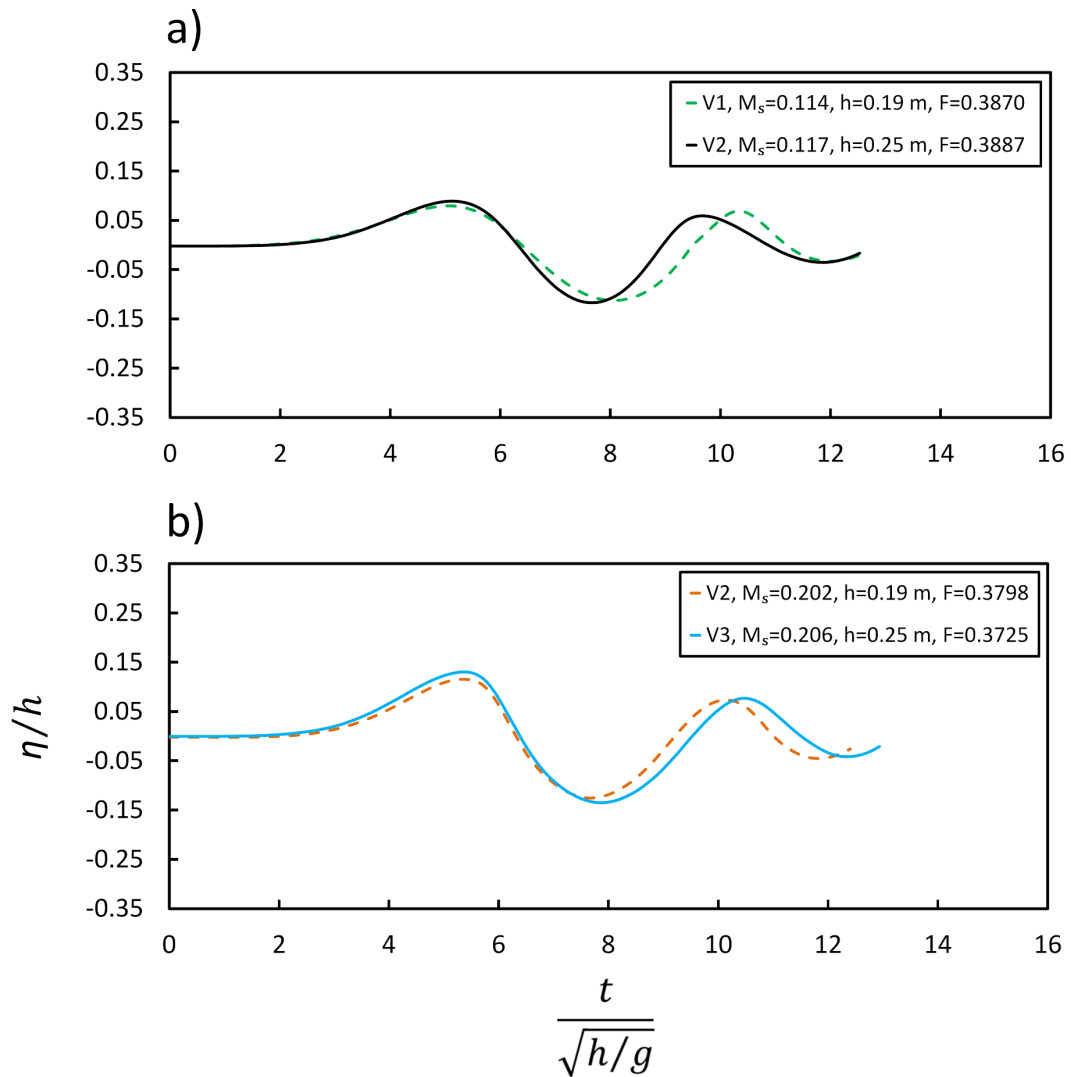 a)
0.35
0.25
0.15
0.05
-0.05
-0.15
-0.25
-0.35
V1, Mₛ=0.114, h=0.19 m, F=0.3870
V2, Mₛ=0.117, h=0.25 m, F=0.3887
0 2 4 6 8 10 12 14 16
b)
0.35
0.25
0.15
0.05
-0.05
-0.15
-0.25
-0.35
V2, Mₛ=0.202, h=0.19 m, F=0.3798
V3, Mₛ=0.206, h=0.25 m, F=0.3725
0 2 4 6 8 10 12 14 16
η/h
t
√h/g